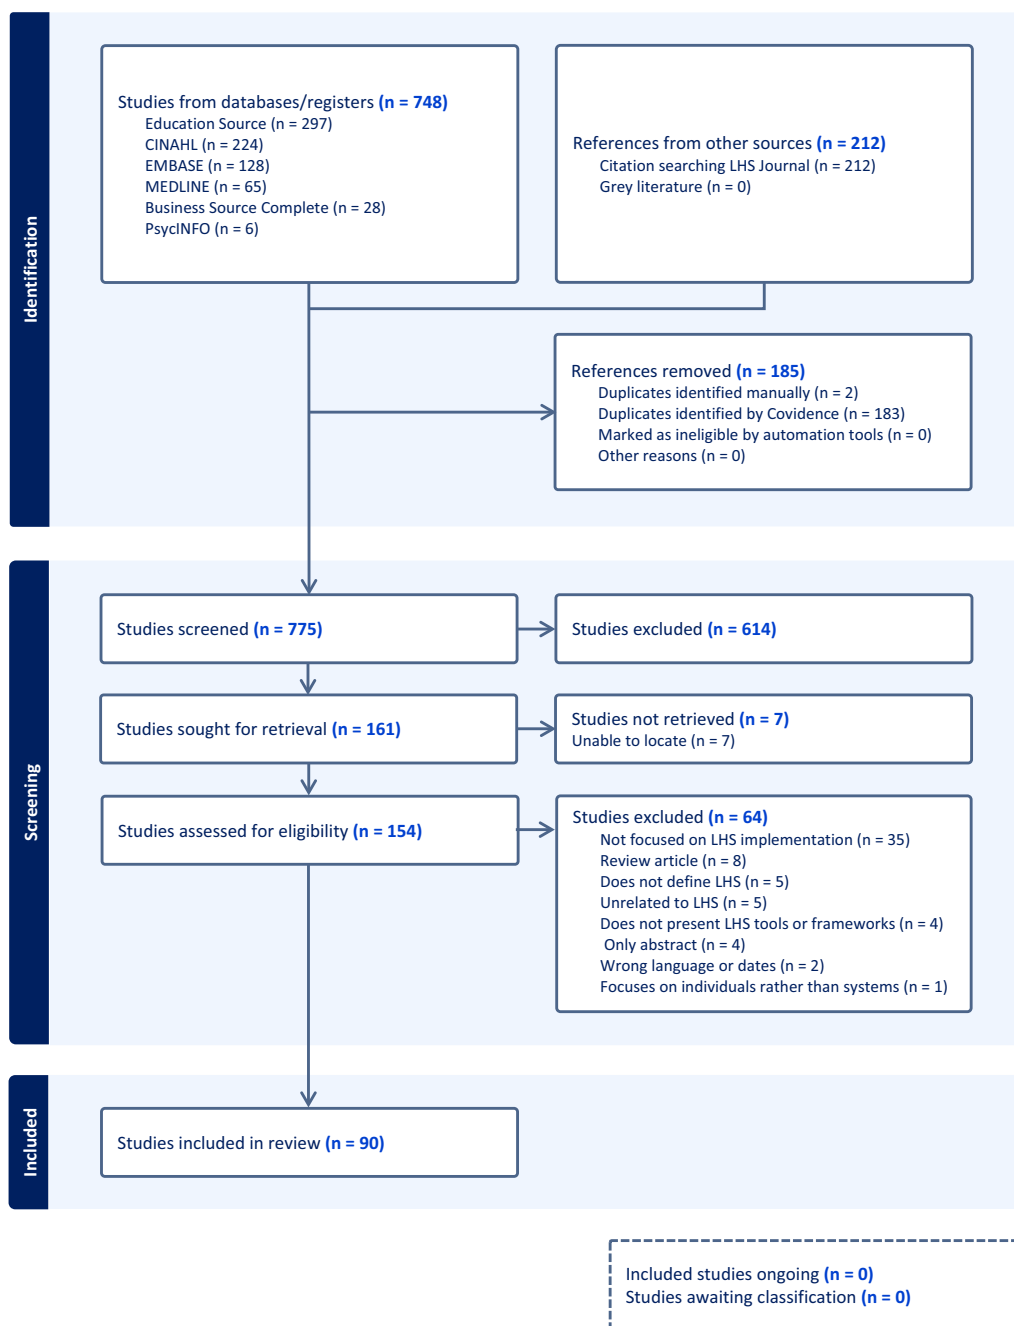 Identification
Studies from databases/registers (n = 748)
Education Source (n = 297)
CINAHL (n = 224)
EMBASE (n = 128)
MEDLINE (n = 65)
Business Source Complete (n = 28)
PsycINFO (n = 6)
References from other sources (n = 212)
Citation searching LHS Journal (n = 212)
Grey literature (n = 0)
References removed (n = 185)
Duplicates identified manually (n = 2)
Duplicates identified by Covidence (n = 183)
Marked as ineligible by automation tools (n = 0)
Other reasons (n = 0)
Screening
Studies screened (n = 775)
Studies excluded (n = 614)
Studies sought for retrieval (n = 161)
Studies not retrieved (n = 7)
Unable to locate (n = 7)
Studies assessed for eligibility (n = 154)
Studies excluded (n = 64)
Not focused on LHS implementation (n = 35)
Review article (n = 8)
Does not define LHS (n = 5)
Unrelated to LHS (n = 5)
Does not present LHS tools or frameworks (n = 4)
Only abstract (n = 4)
Wrong language or dates (n = 2)
Focuses on individuals rather than systems (n = 1)
Included
Studies included in review (n = 90)
Included studies ongoing (n = 0)
Studies awaiting classification (n = 0)